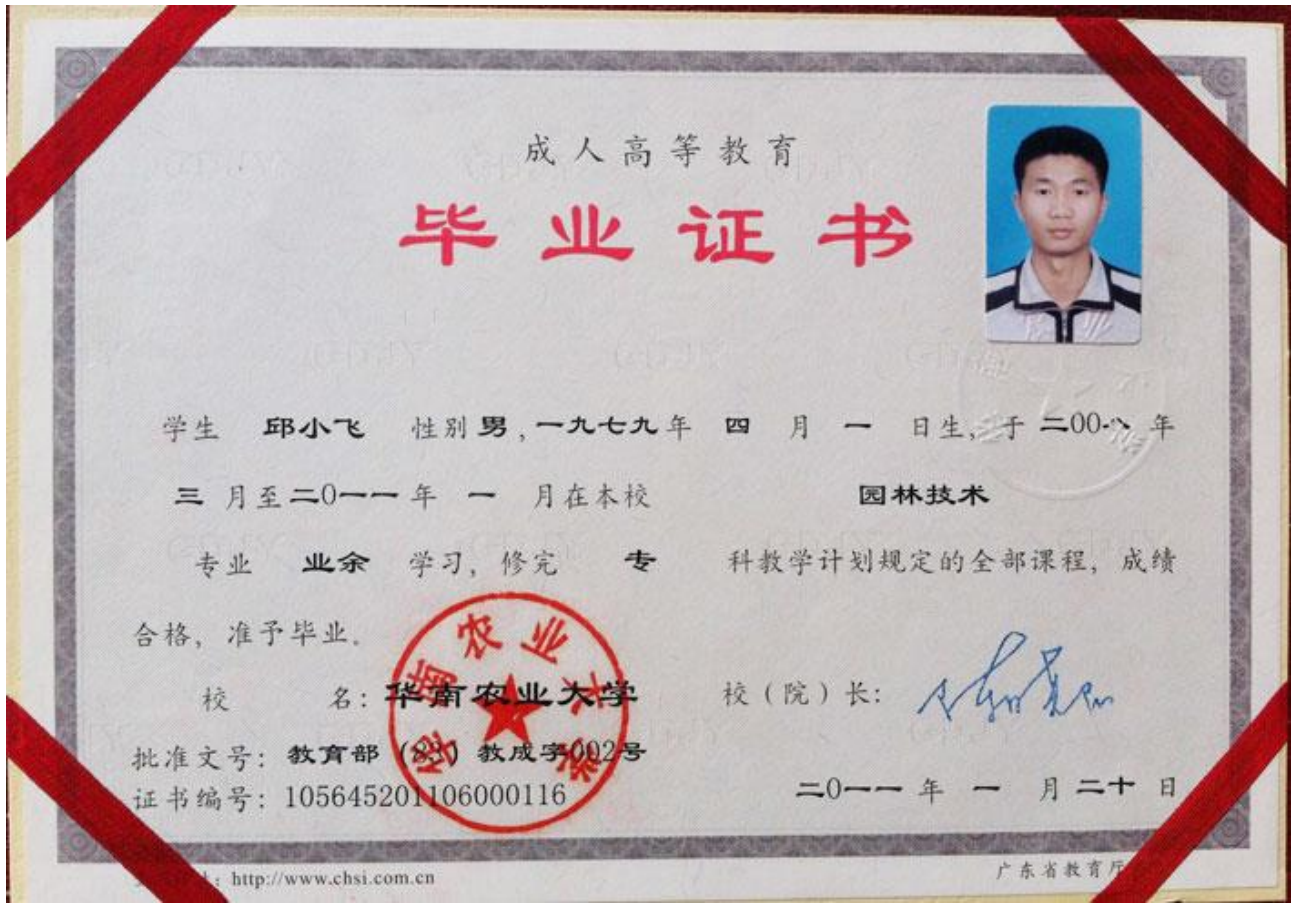 成人高等教育
毕业证书
学生 邱小飞 性别 男,一九七九年 四 月 一 日生,于 二00八 年
三 月至 二0一一 年 一 月在本校 园林技术
专业 业余 学习,修完 专 科教学计划规定的全部课程,成绩
合格,准予毕业。
校 名:华南农业大学 校(院)长:
华南农业大学
批准文号:教育部(83)教成字002号
证书编号:105645201106000116
二0一一 年 一 月 二十 日
http://www.chsi.com.cn
广东省教育厅